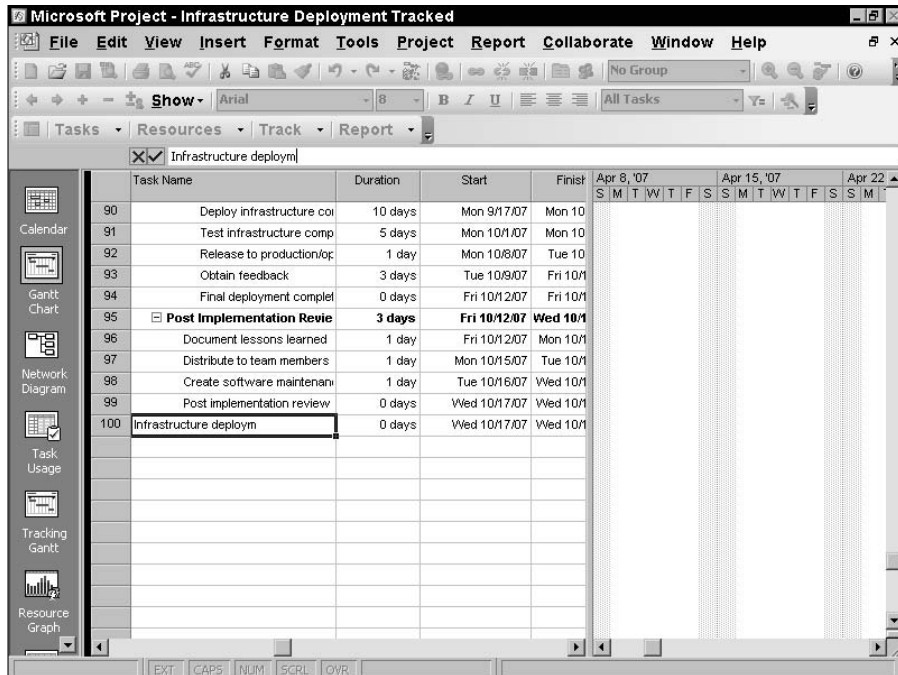 Microsoft Project - Infrastructure Deployment Tracked
File Edit View Insert Format Tools Project Report Collaborate Window Help
No Group
Show Arial 8 B I U All Tasks
Tasks Resources Track Report
Infrastructure deploym
Task Name Duration Start Finish Apr 8, '07 Apr 15, '07 Apr 22
S M T W T F S S M T W T F S S M T
90 Deploy infrastructure co 10 days Mon 9/17/07 Mon 10
91 Test infrastructure comp 5 days Mon 10/1/07 Mon 10
92 Release to production/op 1 day Mon 10/8/07 Tue 10
93 Obtain feedback 3 days Tue 10/9/07 Fri 10/1
94 Final deployment complet 0 days Fri 10/12/07 Fri 10/1
95 Post Implementation Revie 3 days Fri 10/12/07 Wed 10/1
96 Document lessons learned 1 day Fri 10/12/07 Mon 10/1
97 Distribute to team members 1 day Mon 10/15/07 Tue 10/1
98 Create software maintenan 1 day Tue 10/16/07 Wed 10/1
99 Post implementation review 0 days Wed 10/17/07 Wed 10/1
100 Infrastructure deploym 0 days Wed 10/17/07 Wed 10/1
Calendar
Gantt
Chart
Network
Diagram
Task
Usage
Tracking
Gantt
Resource
Graph
EXT CAPS NUM SCRL OVR